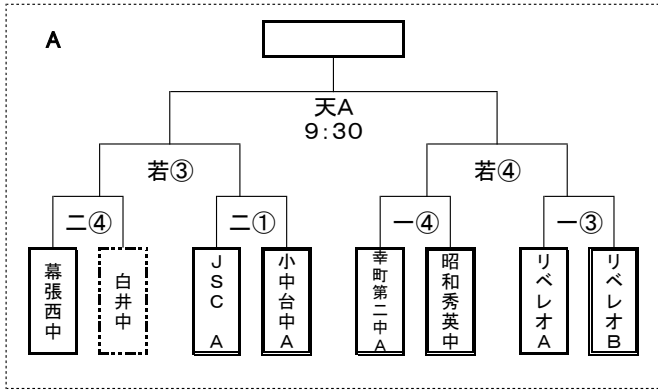 A
天A
9:30
若③
若④
二④
二①
一④
一③
幕張西中
白井中
JSC A
小中台中A
幸町第二中A
昭和秀英中
リベレオA
リベレオB